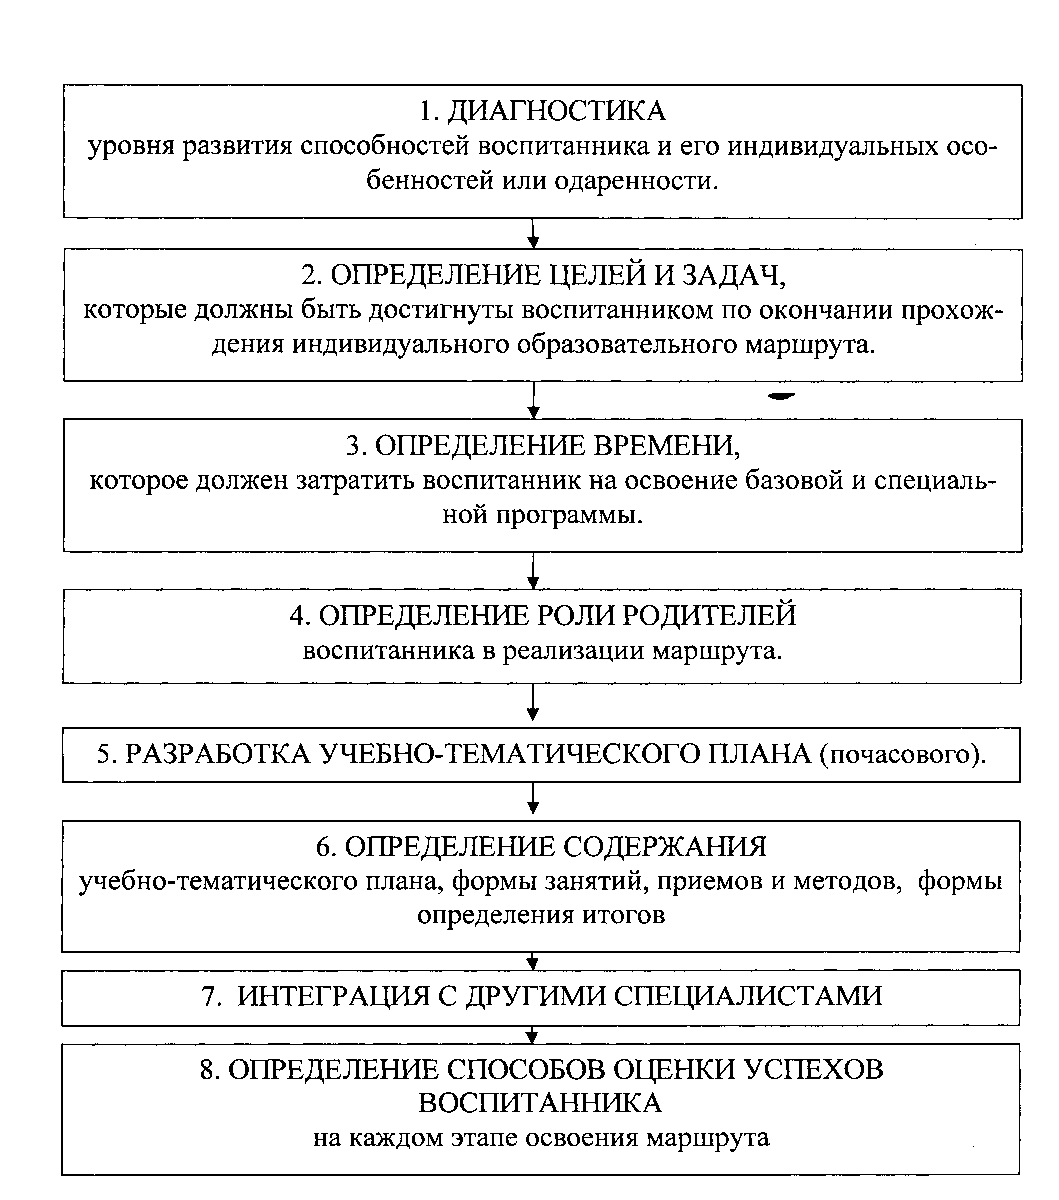 1. ДИАГНОСТИКА
уровня развития способностей воспитанника и его индивидуальных осо-
бенностей или одаренности.
2. ОПРЕДЕЛЕНИЕ ЦЕЛЕЙ И ЗАДАЧ,
которые должны быть достигнуты воспитанником по окончании прохож-
дения индивидуального образовательного маршрута.
3. ОПРЕДЕЛЕНИЕ ВРЕМЕНИ,
которое должен затратить воспитанник на освоение базовой и специаль-
ной программы.
4. ОПРЕДЕЛЕНИЕ РОЛИ РОДИТЕЛЕЙ
воспитанника в реализации маршрута.
5. РАЗРАБОТКА УЧЕБНО-ТЕМАТИЧЕСКОГО ПЛАНА (почасового).
6. ОПРЕДЕЛЕНИЕ СОДЕРЖАНИЯ
учебно-тематического плана, формы занятий, приемов и методов, формы
определения итогов
7. ИНТЕГРАЦИЯ С ДРУГИМИ СПЕЦИАЛИСТАМИ
8. ОПРЕДЕЛЕНИЕ СПОСОБОВ ОЦЕНКИ УСПЕХОВ
ВОСПИТАННИКА
на каждом этапе освоения маршрута